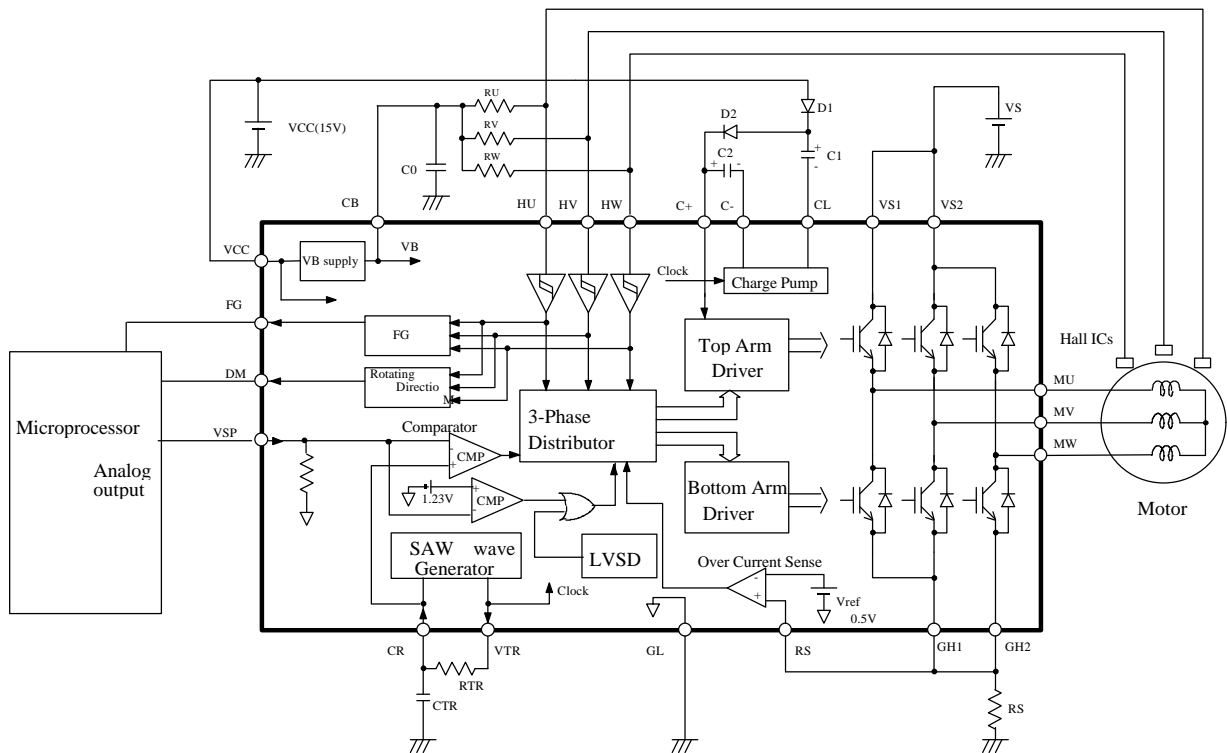 RU
D1
D2
VS
VCC(15V)
RV
RW
C0
C2
+
-
+
-
C1
CB
HU
HV
HW
C+
C-
CL
VS1
VS2
VCC
VB supply
VB
Clock
Charge Pump
FG
FG
Top Arm
Driver
Hall ICs
DM
Rotating
Directio
M
MU
Microprocessor
Analog
output
VSP
Comparator
-
+
CMP
3-Phase
Distributor
MV
MW
1.23V
+
-
CMP
Bottom Arm
Driver
Motor
SAW wave
Generator
LVSD
Over Current Sense
-
+
Clock
Vref
0.5V
CR
VTR
GL
RS
GH1
GH2
RTR
CTR
RS